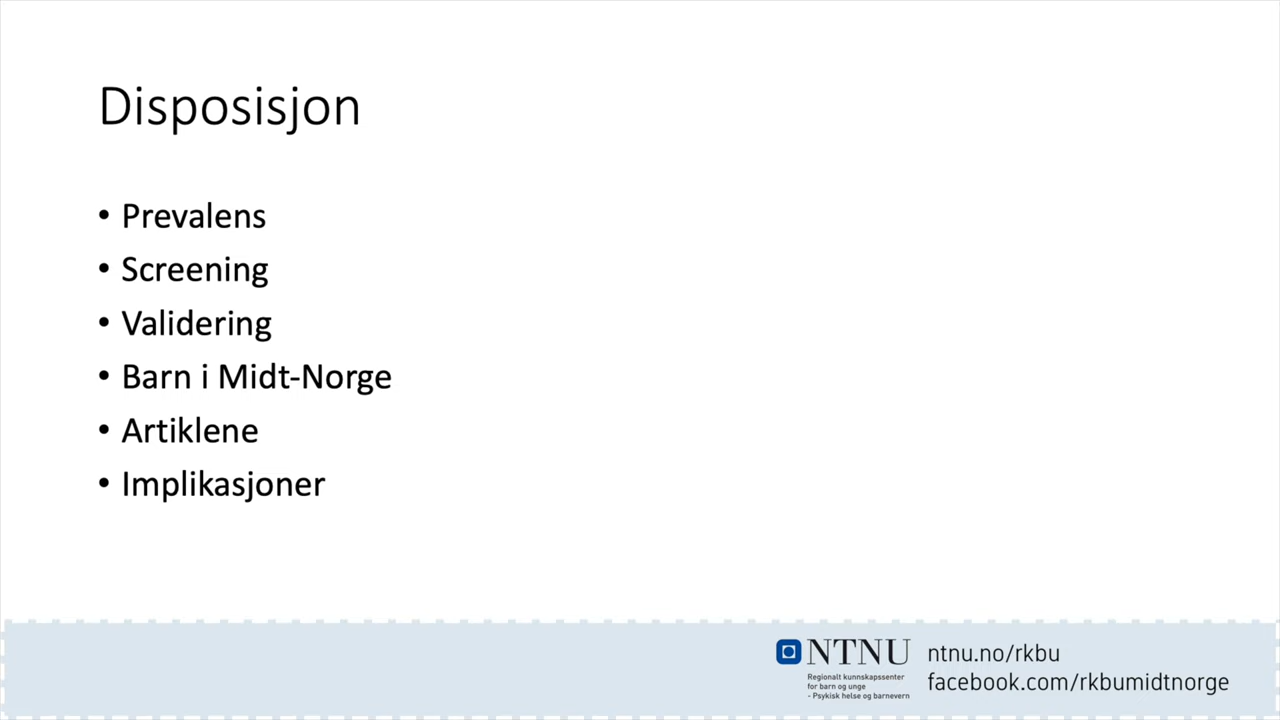 Disposisjon
• Prevalens
• Screening
• Validering
• Barn i Midt-Norge
• Artiklene
• Implikasjoner
NTNU
Regionalt kunnskapssenter
for barn og unge
- Psykisk helse og barnevern
ntnu.no/rkbu
facebook.com/rkbumidtnorge